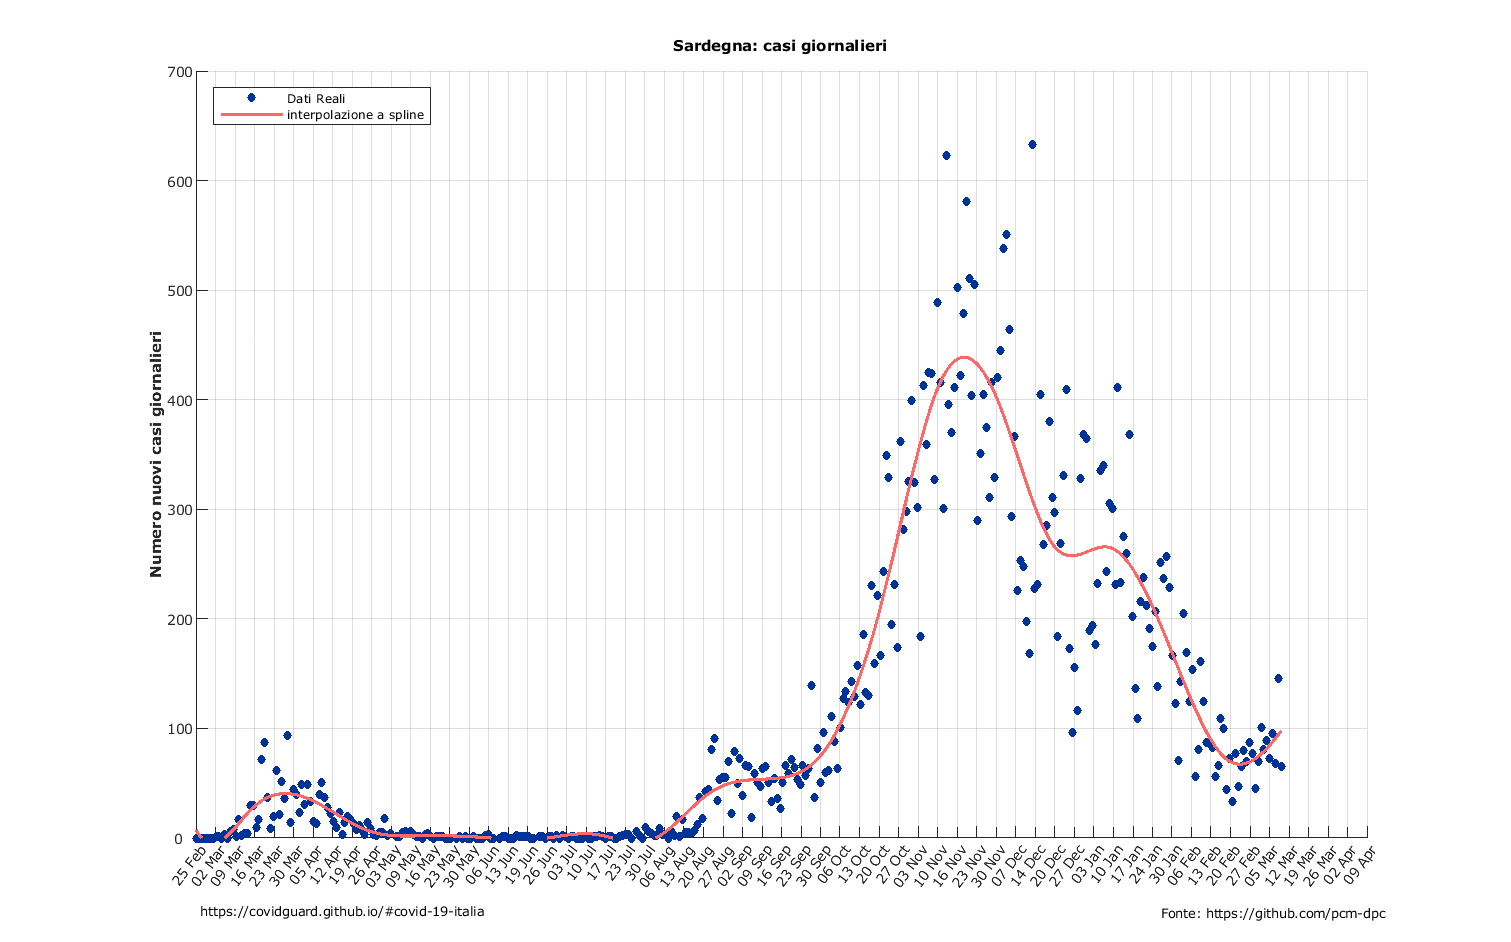 Sardegna: casi giornalieri
700
Dati Reali
interpolazione a spline
600
500
400
300
200
100
0
Numero nuovi casi giornalieri
25 Feb
02 Mar
09 Mar
16 Mar
23 Mar
30 Mar
05 Apr
12 Apr
19 Apr
26 Apr
03 May
09 May
16 May
23 May
30 May
06 Jun
13 Jun
19 Jun
26 Jun
03 Jul
10 Jul
17 Jul
23 Jul
30 Jul
06 Aug
13 Aug
20 Aug
27 Aug
02 Sep
09 Sep
16 Sep
23 Sep
30 Sep
06 Oct
13 Oct
20 Oct
27 Oct
03 Nov
10 Nov
16 Nov
23 Nov
30 Nov
07 Dec
14 Dec
20 Dec
27 Dec
03 Jan
10 Jan
17 Jan
24 Jan
30 Jan
06 Feb
13 Feb
20 Feb
27 Feb
05 Mar
12 Mar
19 Mar
26 Mar
02 Apr
09 Apr
https://covidguard.github.io/#covid-19-italia
Fonte: https://github.com/pcm-dpc